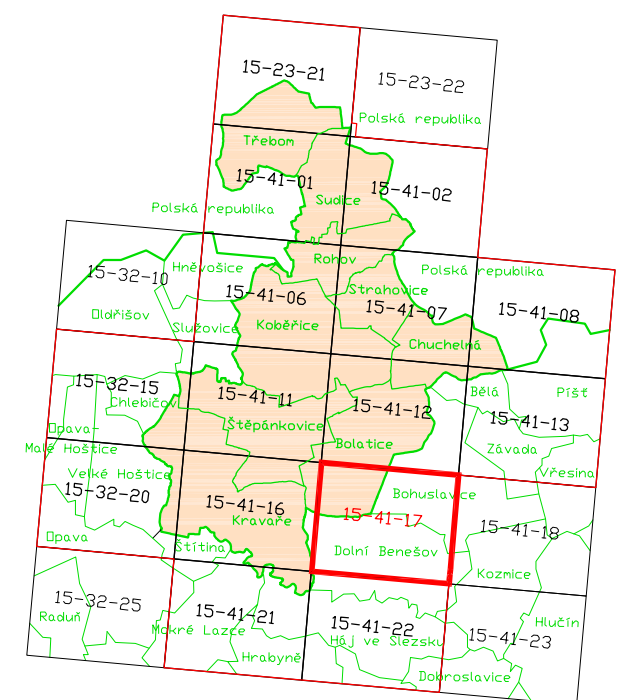 15-23-21
15-23-22
Polská republika
Třebom
15-41-01
15-41-02
Sudice
Polská republika
Rohov
Hněvošice
Polská republika
15-32-10
15-41-06
Strahovice
15-41-07
15-41-08
Oldřišov
Služovice
Kobeřice
Chuchelná
15-32-15
15-41-11
15-41-12
Bělá
Píšť
Chlebičov
15-41-13
Opava-
Štěpánkovice
Bolatice
Závada
Malé Hoštice
Velké Hoštice
Vřesina
15-32-20
15-41-16
Bohuslavice
Kravaře
15-41-17
15-41-18
Opava
Štítina
Dolní Benešov
Kozmice
15-32-25
15-41-21
Raduň
Mokré Lazce
15-41-22
Hlučín
Háj ve Slezsku
15-41-23
Hrabyně
Dobroslavice